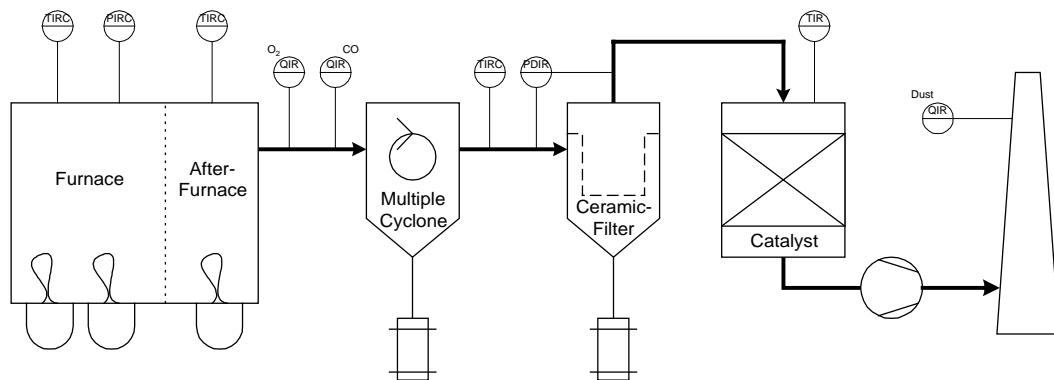 TIRC
PIRC
TIRC
O2
QIR
CO
QIR
TIRC
PDIR
TIR
Dust
QIR
Furnace
After-
Furnace
Multiple
Cyclone
Ceramic-
Filter
Catalyst